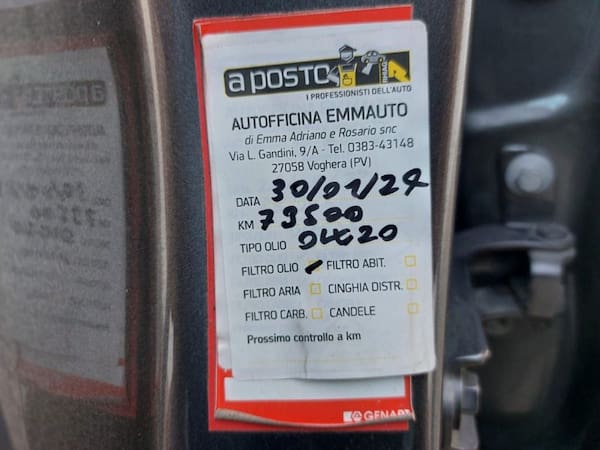 a posto
I PROFESSIONISTI DELL'AUTO
AUTOFFICINA EMMAUTO
di Emma Adriano e Rosario snc
Via L. Gandini, 9/A - Tel. 0383-43148
27058 Voghera (PV)
DATA 30/01/24
KM 79500
TIPO OLIO 0W20
FILTRO OLIO FILTRO ABIT.
FILTRO ARIA CINGHIA DISTR.
FILTRO CARB. CANDELE
Prossimo controllo a km